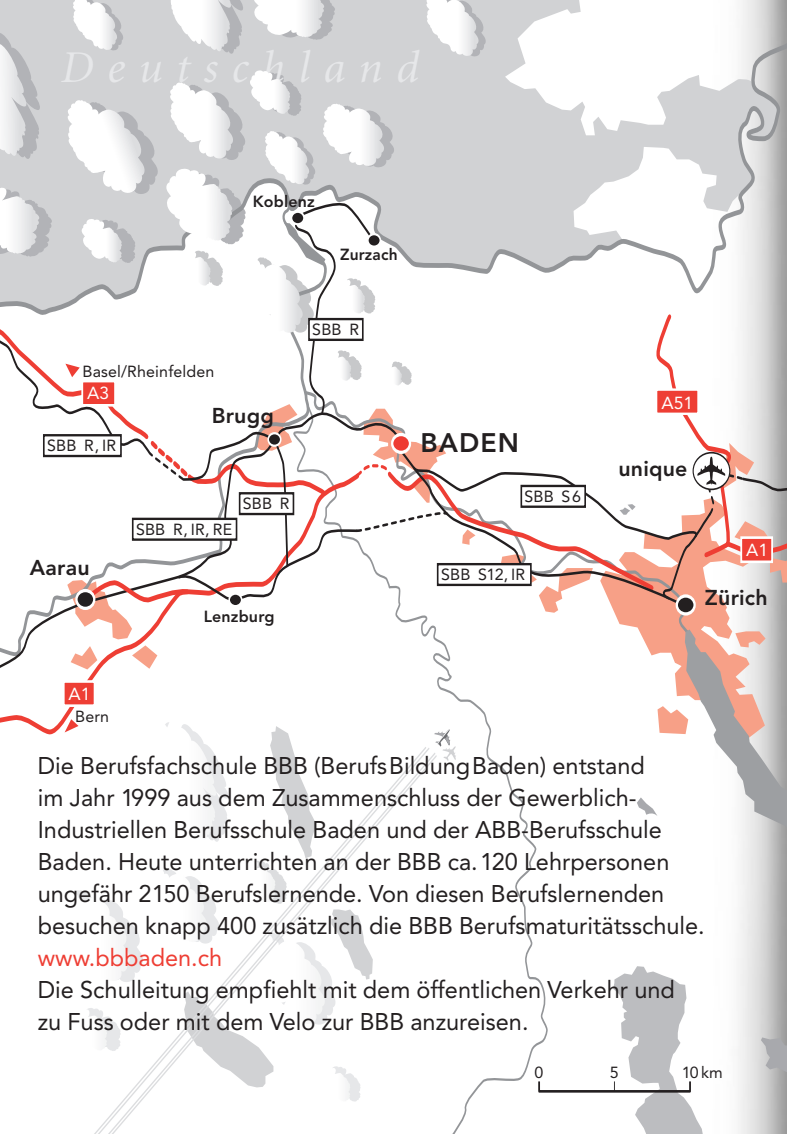 Deutschland
Koblenz
Zurzach
SBB R
Basel/Rheinfelden
A3
A51
Brugg
BADEN
SBB R, IR
unique
SBB R
SBB S6
SBB R, IR, RE
A1
Aarau
SBB S12, IR
Zürich
Lenzburg
A1
Bern
Die Berufsfachschule BBB (BerufsBildungBaden) entstand
im Jahr 1999 aus dem Zusammenschluss der Gewerblich-
Industriellen Berufsschule Baden und der ABB-Berufsschule
Baden. Heute unterrichten an der BBB ca. 120 Lehrpersonen
ungefähr 2150 Berufslernende. Von diesen Berufslernenden
besuchen knapp 400 zusätzlich die BBB Berufsmaturitätsschule.
www.bbbaden.ch
Die Schulleitung empfiehlt mit dem öffentlichen Verkehr und
zu Fuss oder mit dem Velo zur BBB anzureisen.
0 5 10 km